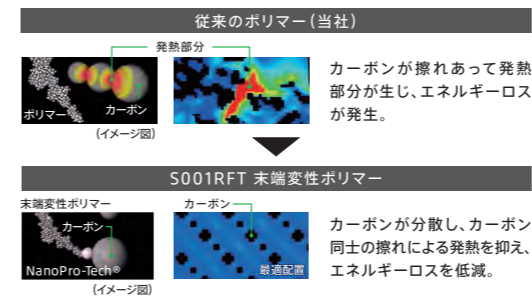 従来のポリマー(当社)
発熱部分
ポリマー
カーボン
(イメージ図)
カーボンが擦れあって発熱
部分が生じ、エネルギーロス
が発生。
S001RFT 末端変性ポリマー
末端変性ポリマー
カーボン
カーボン
NanoPro-Tech®
最適配置
(イメージ図)
カーボンが分散し、カーボン
同士の擦れによる発熱を抑え、
エネルギーロスを低減。